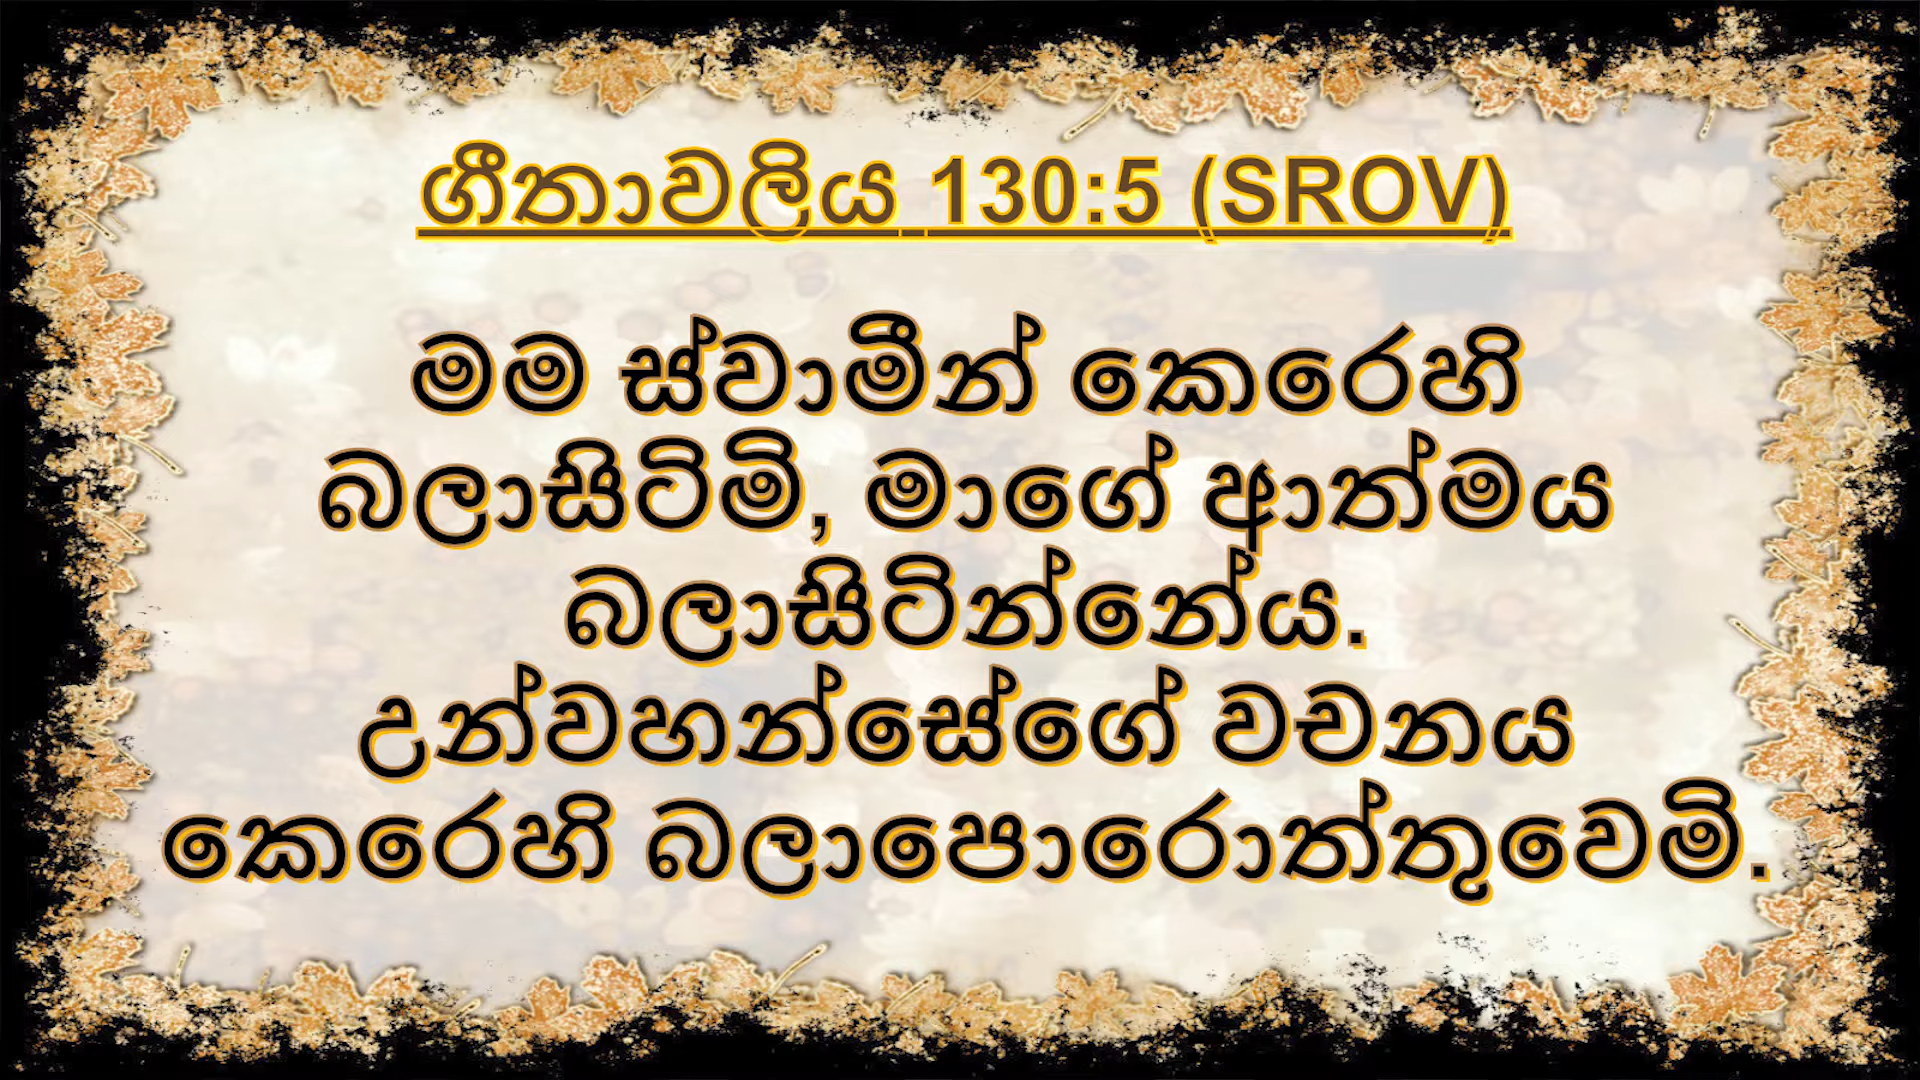 ගීතාවලිය 130:5 (SROV)
මම ස්වාමීන් කෙරෙහි
බලාසිටිමි, මාගේ ආත්මය
බලාසිටින්නේය.
උන්වහන්සේගේ වචනය
කෙරෙහි බලාපොරොත්තුවෙමි.